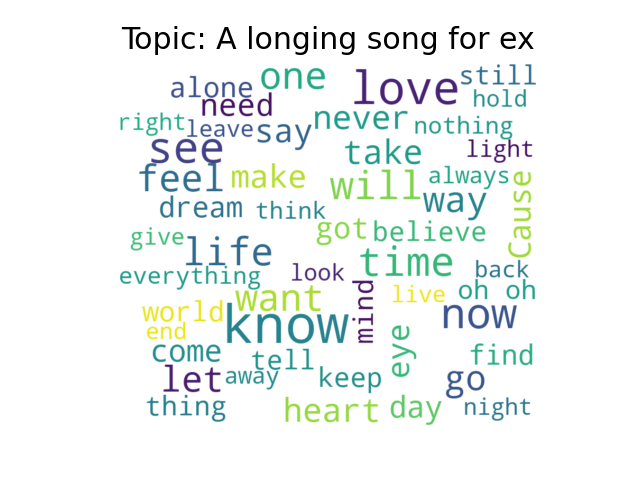 Topic: A longing song for ex
alone one love still
need hold
right leave say never nothing
see take light
feel make will way always Cause
dream think
give got believe
life time
everything look back
want mind live oh oh
world know now
end
come tell eye find
let away keep go
thing heart day night